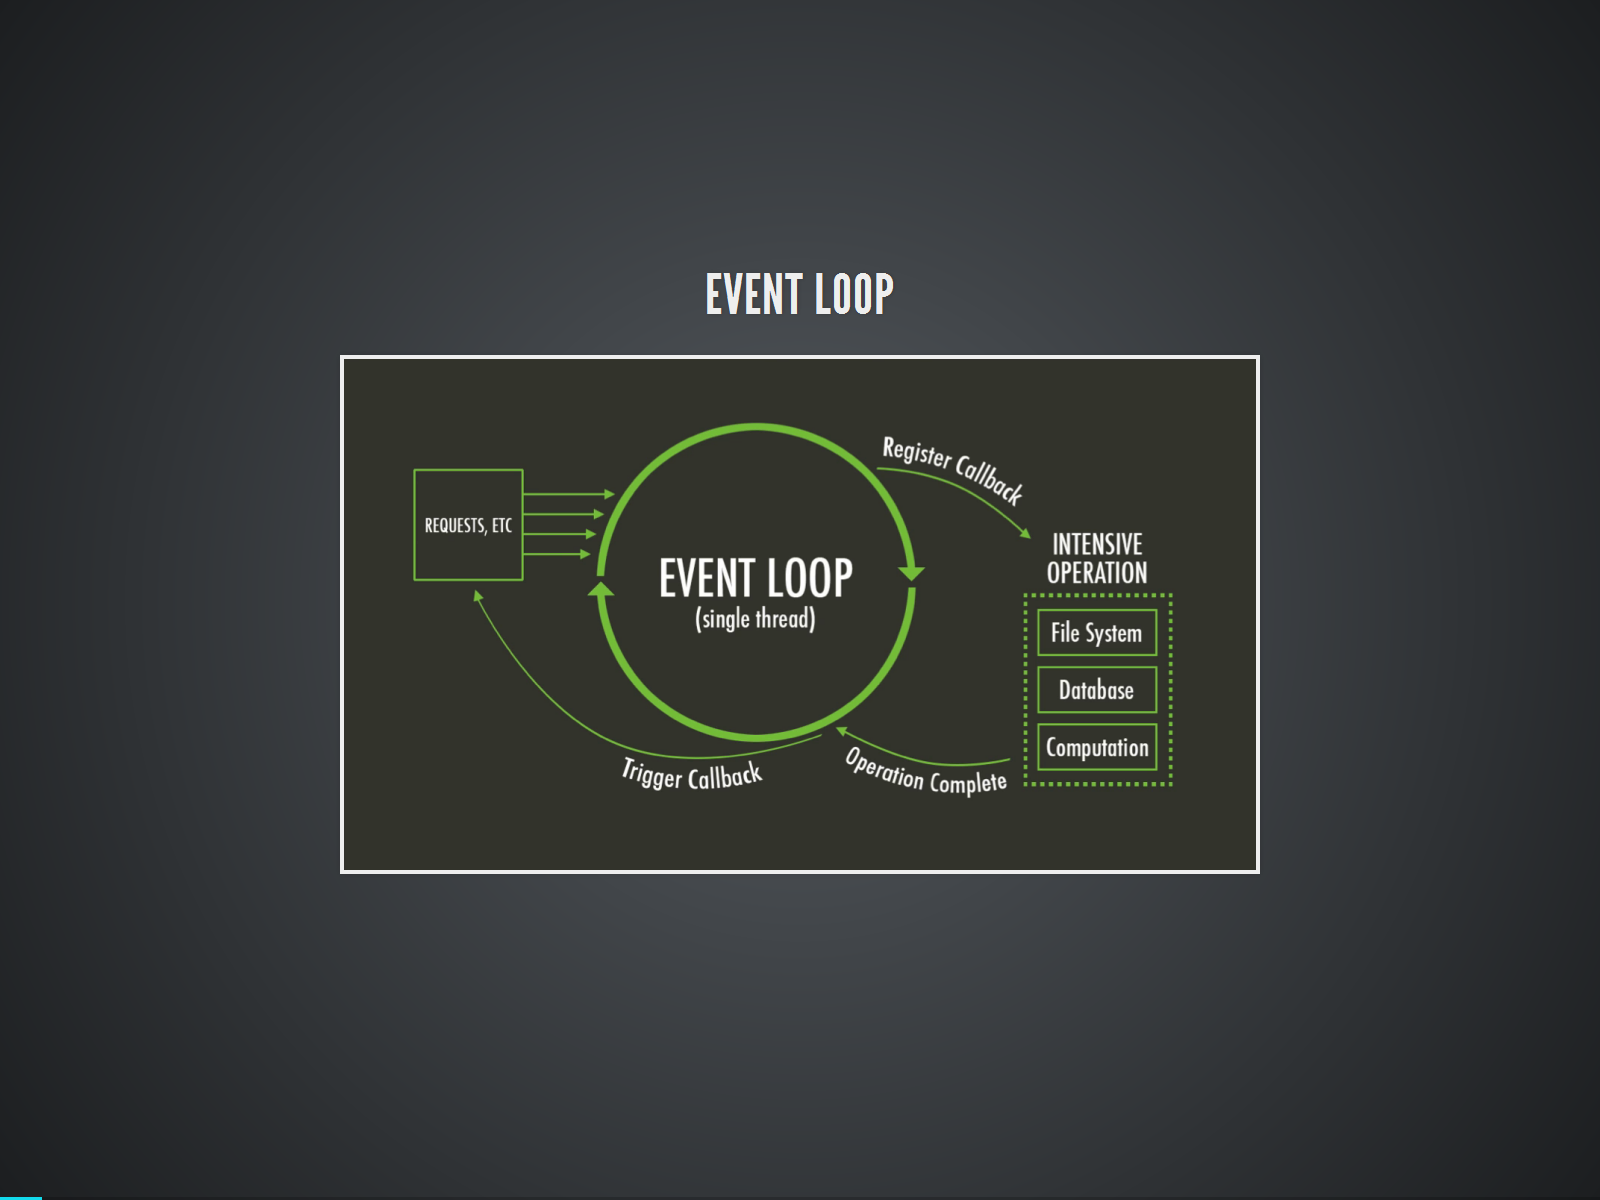 EVENT LOOP
REQUESTS, ETC
EVENT LOOP
(single thread)
Register Callback
INTENSIVE
OPERATION
File System
Database
Computation
Operation Complete
Trigger Callback